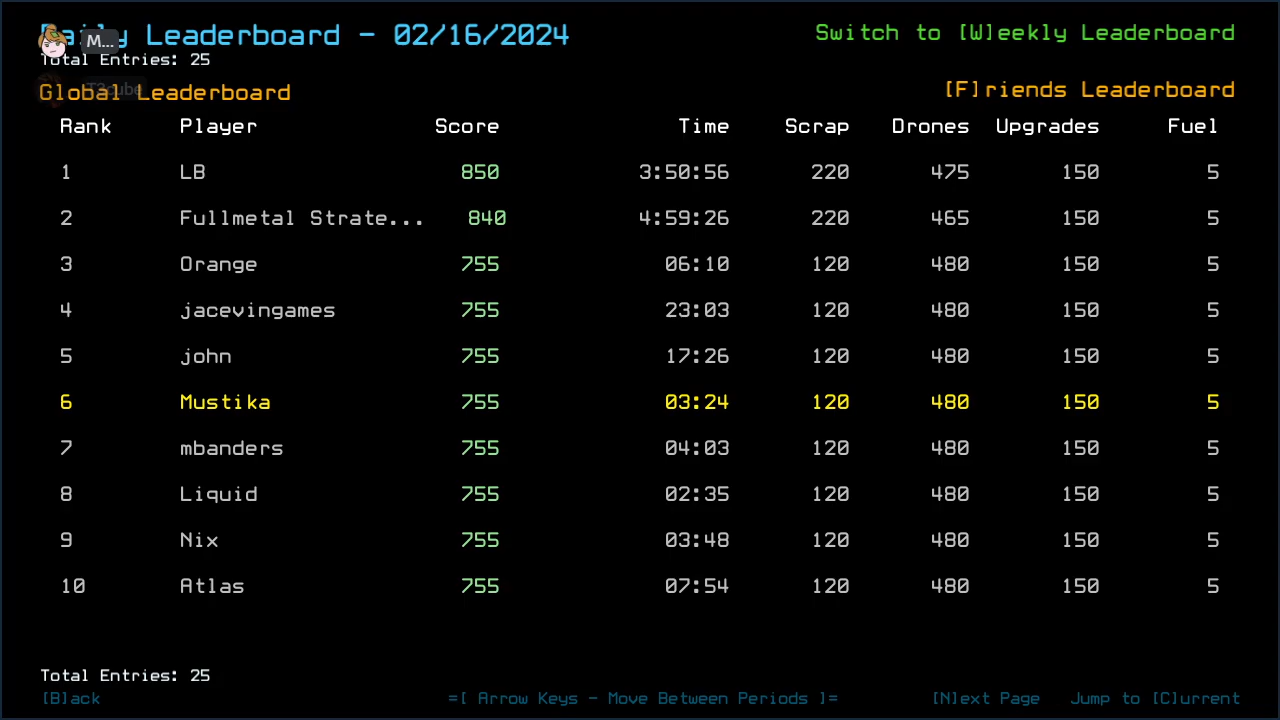 Daily Leaderboard - 02/16/2024
M...
Switch to [W]eekly Leaderboard
Total Entries: 25
T3cube
Global Leaderboard
[F]riends Leaderboard
Rank Player Score Time Scrap Drones Upgrades Fuel
1 LB 850 3:50:56 220 475 150 5
2 Fullmetal Strate... 840 4:59:26 220 465 150 5
3 Orange 755 06:10 120 480 150 5
4 jacevingames 755 23:03 120 480 150 5
5 john 755 17:26 120 480 150 5
6 Mustika 755 03:24 120 480 150 5
7 mbanders 755 04:03 120 480 150 5
8 Liquid 755 02:35 120 480 150 5
9 Nix 755 03:48 120 480 150 5
10 Atlas 755 07:54 120 480 150 5
Total Entries: 25
[B]ack =[ Arrow Keys - Move Between Periods ]= [N]ext Page Jump to [C]urrent